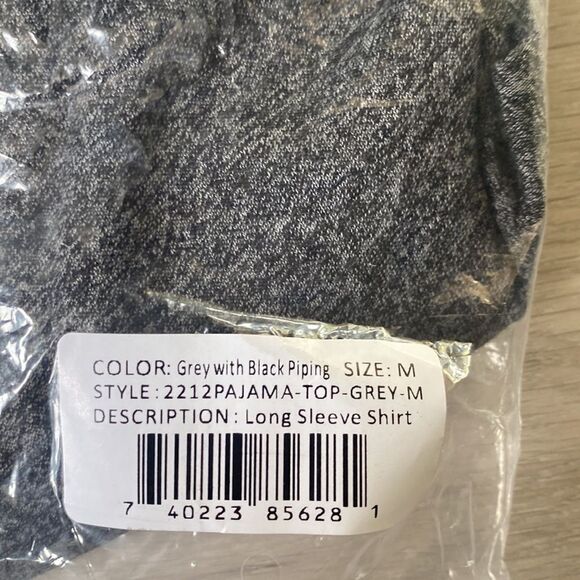 COLOR: Grey with Black Piping SIZE: M
STYLE: 2212PAJAMA-TOP-GREY-M
DESCRIPTION: Long Sleeve Shirt
7 40223 85628 1